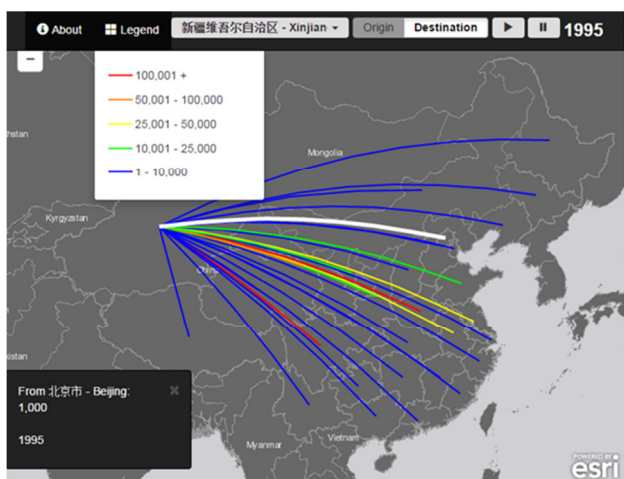 About
Legend
新疆维吾尔自治区 - Xinjian
Origin
Destination
1995
100,001 +
50,001 - 100,000
25,001 - 50,000
10,001 - 25,000
1 - 10,000
Mongolia
Kyrgyzstan
China
From 北京市 - Beijing:
1,000
1995
Myanmar
Vietnam
POWERED BY
esri